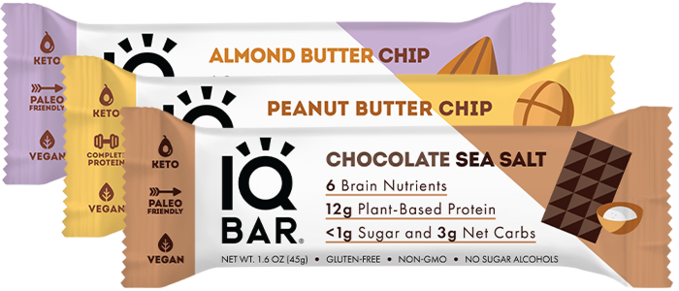 KETO
PALEO
FRIENDLY
VEGAN
ALMOND BUTTER CHIP
KETO
COMPLETE
PROTEIN
VEGAN
PEANUT BUTTER CHIP
KETO
PALEO
FRIENDLY
VEGAN
IQ
BAR®
CHOCOLATE SEA SALT
6 Brain Nutrients
12g Plant-Based Protein
<1g Sugar and 3g Net Carbs
NET WT. 1.6 OZ (45g) • GLUTEN-FREE • NON-GMO • NO SUGAR ALCOHOLS